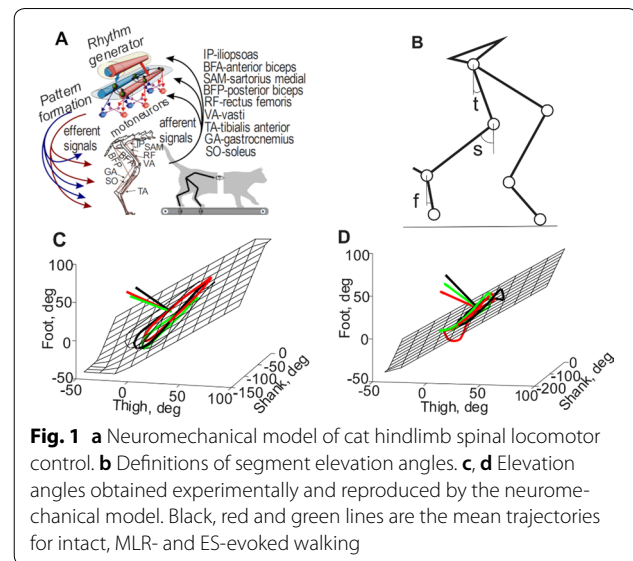 A
Rhythm
generator
Pattern
formation
motoneurons
efferent
signals
afferent
signals
IP-iliopsoas
BFA-anterior biceps
SAM-sartorius medial
BFP-posterior biceps
RF-rectus femoris
VA-vasti
TA-tibialis anterior
GA-gastrocnemius
SO-soleus
IP
SAM
RF
VA
GA
SO
TA
B
t
s
f
C
Foot, deg
100
50
0
-50
-50
0
50
100
Thigh, deg
-150
-100
-50
0
Shank, deg
D
Foot, deg
100
50
0
-50
-50
0
50
100
Thigh, deg
-200
-100
0
Shank, deg
Fig. 1 a Neuromechanical model of cat hindlimb spinal locomotor
control. b Definitions of segment elevation angles. c, d Elevation
angles obtained experimentally and reproduced by the neurome-
chanical model. Black, red and green lines are the mean trajectories
for intact, MLR- and ES-evoked walking